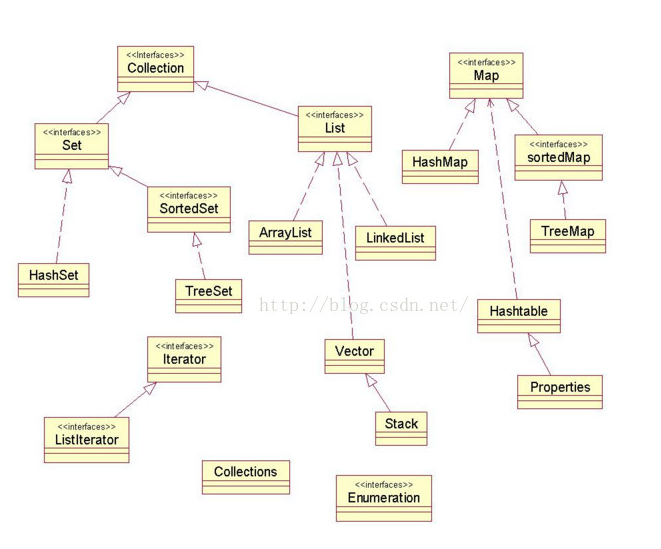 <<Interfaces>>
Collection
<<interfaces>>
Map
<<interfaces>>
List
<<interfaces>>
Set
HashMap
<<interfaces>>
sortedMap
<<interfaces>>
SortedSet
ArrayList
LinkedList
TreeMap
HashSet
TreeSet
http://blog.csdn.net/
Hashtable
<<interfaces>>
Iterator
Vector
Properties
<<interfaces>>
ListIterator
Stack
Collections
<<interfaces>>
Enumeration